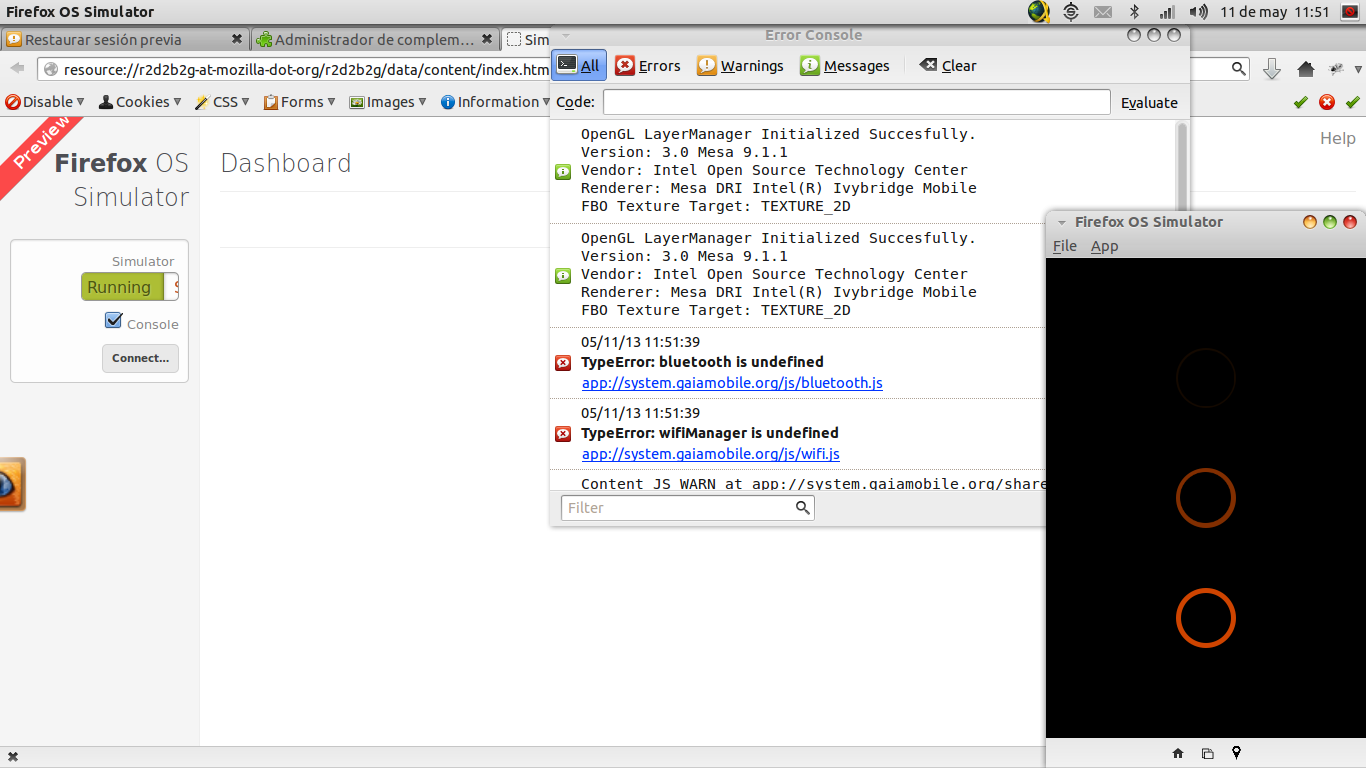 Firefox OS Simulator
11 de may 11:51
Restaurar sesión previa
Administrador de complem...
Sim
resource://r2d2b2g-at-mozilla-dot-org/r2d2b2g/data/content/index.htm
Disable
Cookies
CSS
Forms
Images
Information
Preview
Firefox OS
Simulator
Dashboard
Help
Simulator
Running
Console
Connect...
Error Console
All
Errors
Warnings
Messages
Clear
Code:
Evaluate
OpenGL LayerManager Initialized Succesfully.
Version: 3.0 Mesa 9.1.1
Vendor: Intel Open Source Technology Center
Renderer: Mesa DRI Intel(R) Ivybridge Mobile
FBO Texture Target: TEXTURE_2D
OpenGL LayerManager Initialized Succesfully.
Version: 3.0 Mesa 9.1.1
Vendor: Intel Open Source Technology Center
Renderer: Mesa DRI Intel(R) Ivybridge Mobile
FBO Texture Target: TEXTURE_2D
05/11/13 11:51:39
TypeError: bluetooth is undefined
app://system.gaiamobile.org/js/bluetooth.js
05/11/13 11:51:39
TypeError: wifiManager is undefined
app://system.gaiamobile.org/js/wifi.js
Content JS WARN at app://system.gaiamobile.org/share
Filter
Firefox OS Simulator
File
App